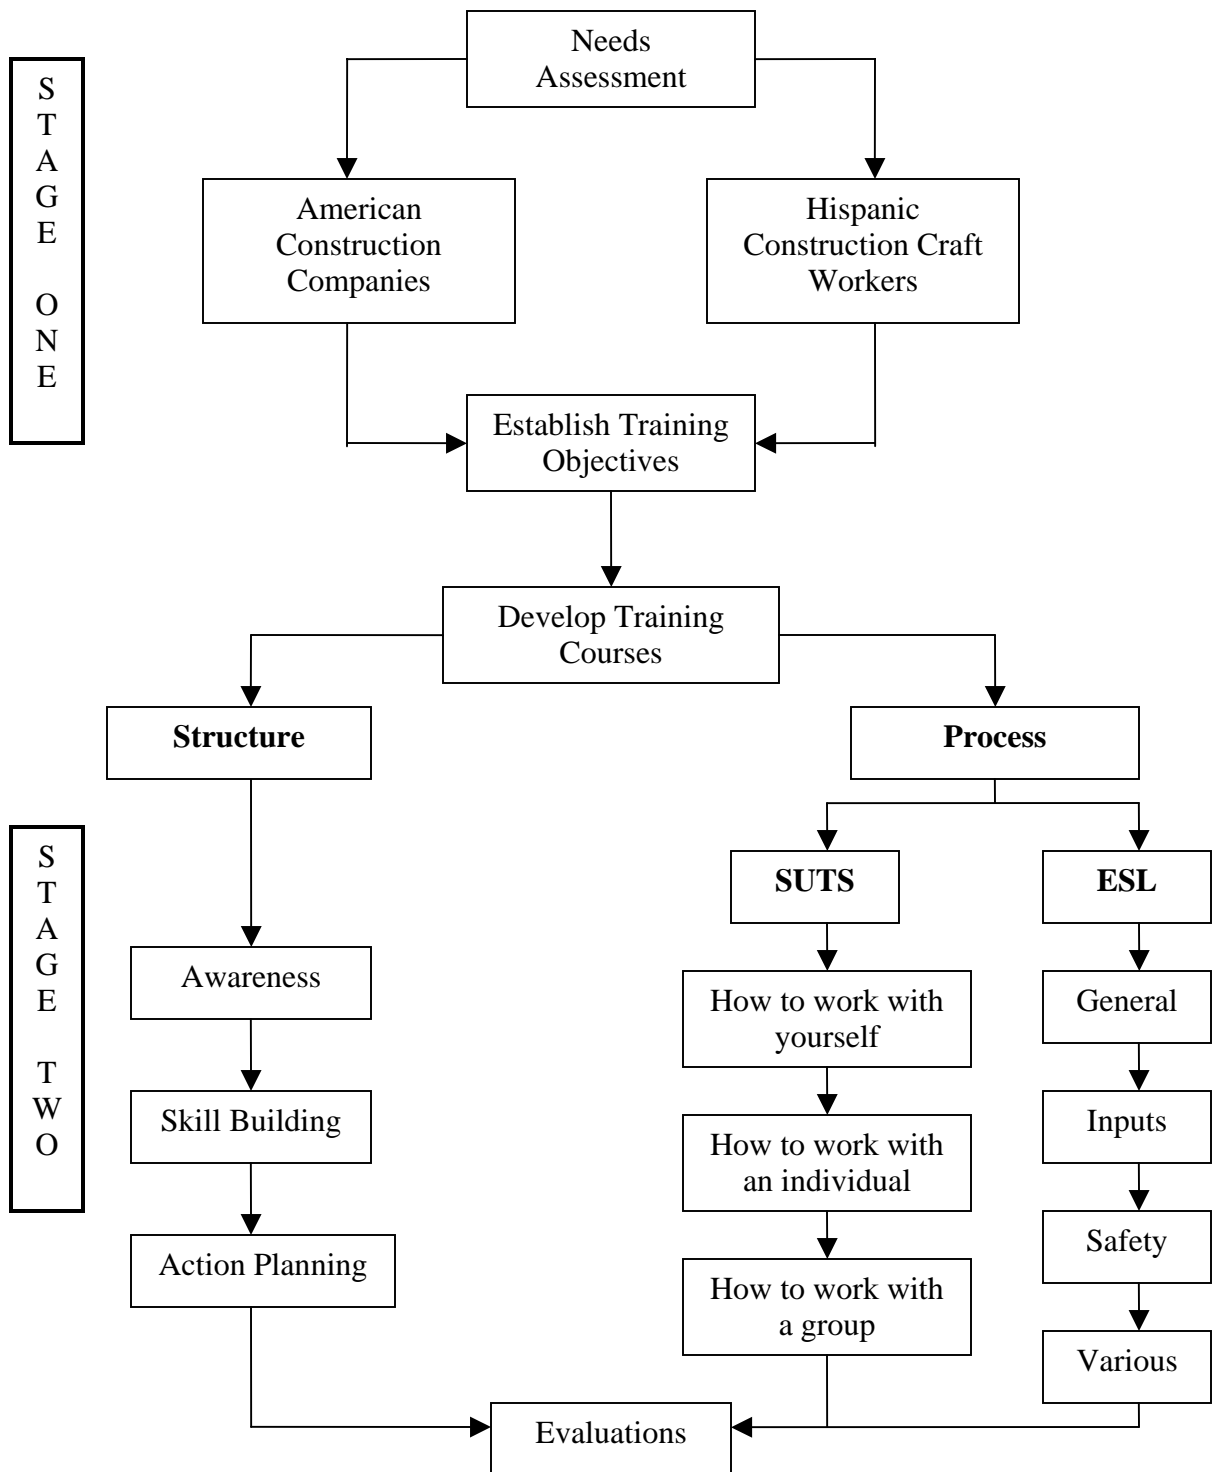 Needs
Assessment
S
T
A
G
E
O
N
E
American
Construction
Companies
Hispanic
Construction Craft
Workers
Establish Training
Objectives
Develop Training
Courses
Structure
Process
S
T
A
G
E
T
W
O
SUTS
ESL
Awareness
How to work with
yourself
General
Skill Building
How to work with
an individual
Inputs
Safety
Action Planning
How to work with
a group
Various
Evaluations